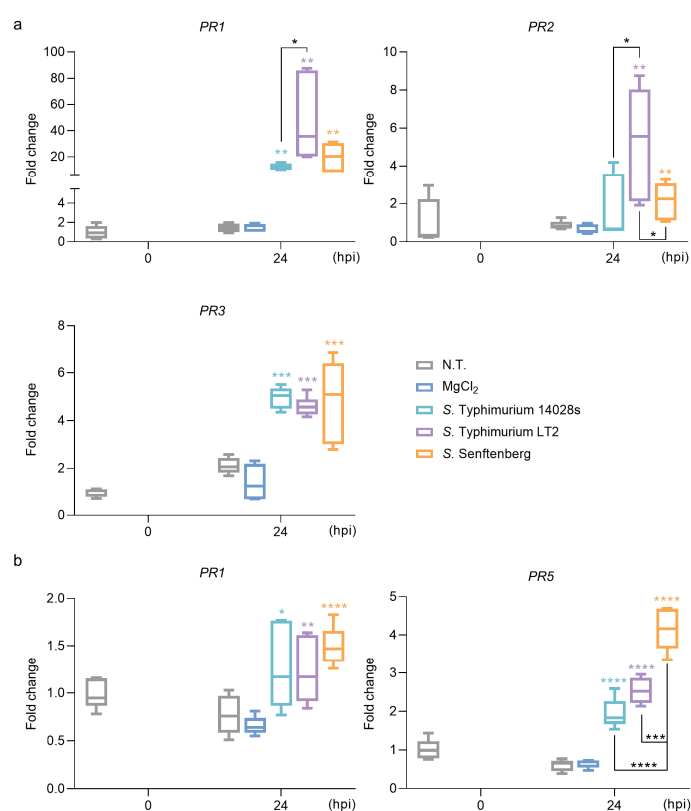 a
PR1
Fold change
100
80
60
40
20
4
2
0
*
**
**
**
0
24
(hpi)
PR2
Fold change
10
8
6
4
2
0
*
**
**
*
0
24
(hpi)
PR3
Fold change
8
6
4
2
0
***
***
***
0
24
(hpi)
N.T.
MgCl2
S. Typhimurium 14028s
S. Typhimurium LT2
S. Senftenberg
b
PR1
Fold change
2.0
1.5
1.0
0.5
0.0
*
**
****
0
24
(hpi)
PR5
Fold change
5
4
3
2
1
0
****
****
****
***
****
0
24
(hpi)